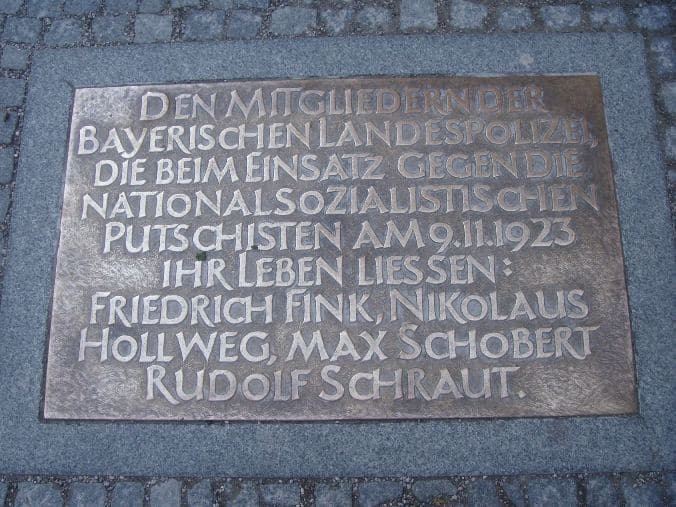 DEN MITGLIEDERN DER
BAYERISCHEN LANDESPOLIZEI,
DIE BEIM EINSATZ GEGEN DIE
NATIONALSOZIALISTISCHEN
PUTSCHISTEN AM 9.11.1923
IHR LEBEN LIESSEN:
FRIEDRICH FINK, NIKOLAUS
HOLLWEG, MAX SCHOBERT
RUDOLF SCHRAUT.